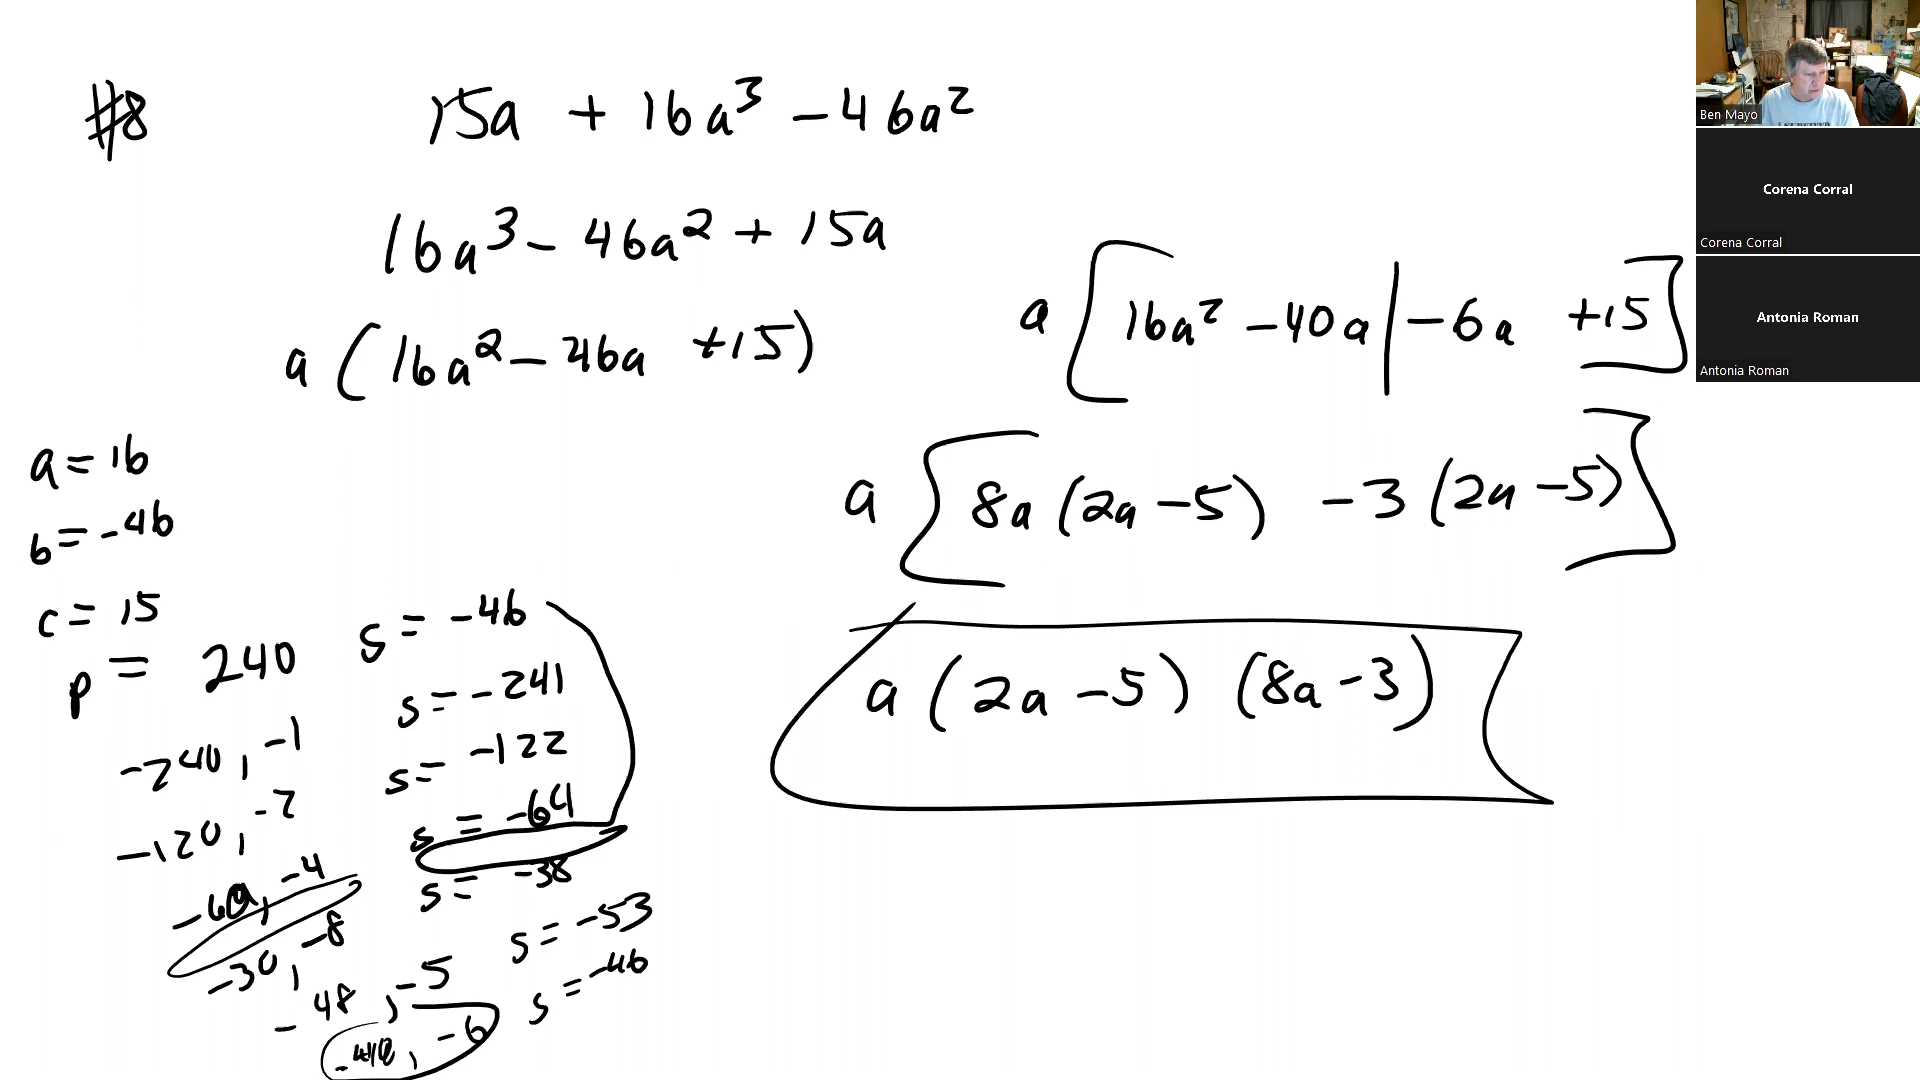 #8
15a + 16a³ - 46a²
16a³ - 46a² + 15a
a (16a² - 46a +15)
a = 16
b = -46
c = 15
p = 240
s = -46
-240, -1
s = -241
-120, -2
s = -122
-60, -4
s = -64
-30, -8
s = -38
-48, -5
s = -53
-40, -6
s = -46
a [16a² - 40a | - 6a +15]
a [8a (2a - 5) - 3 (2a - 5)]
a (2a - 5) (8a - 3)
Ben Mayo
Corena Corral
Corena Corral
Antonia Roman
Antonia Roman